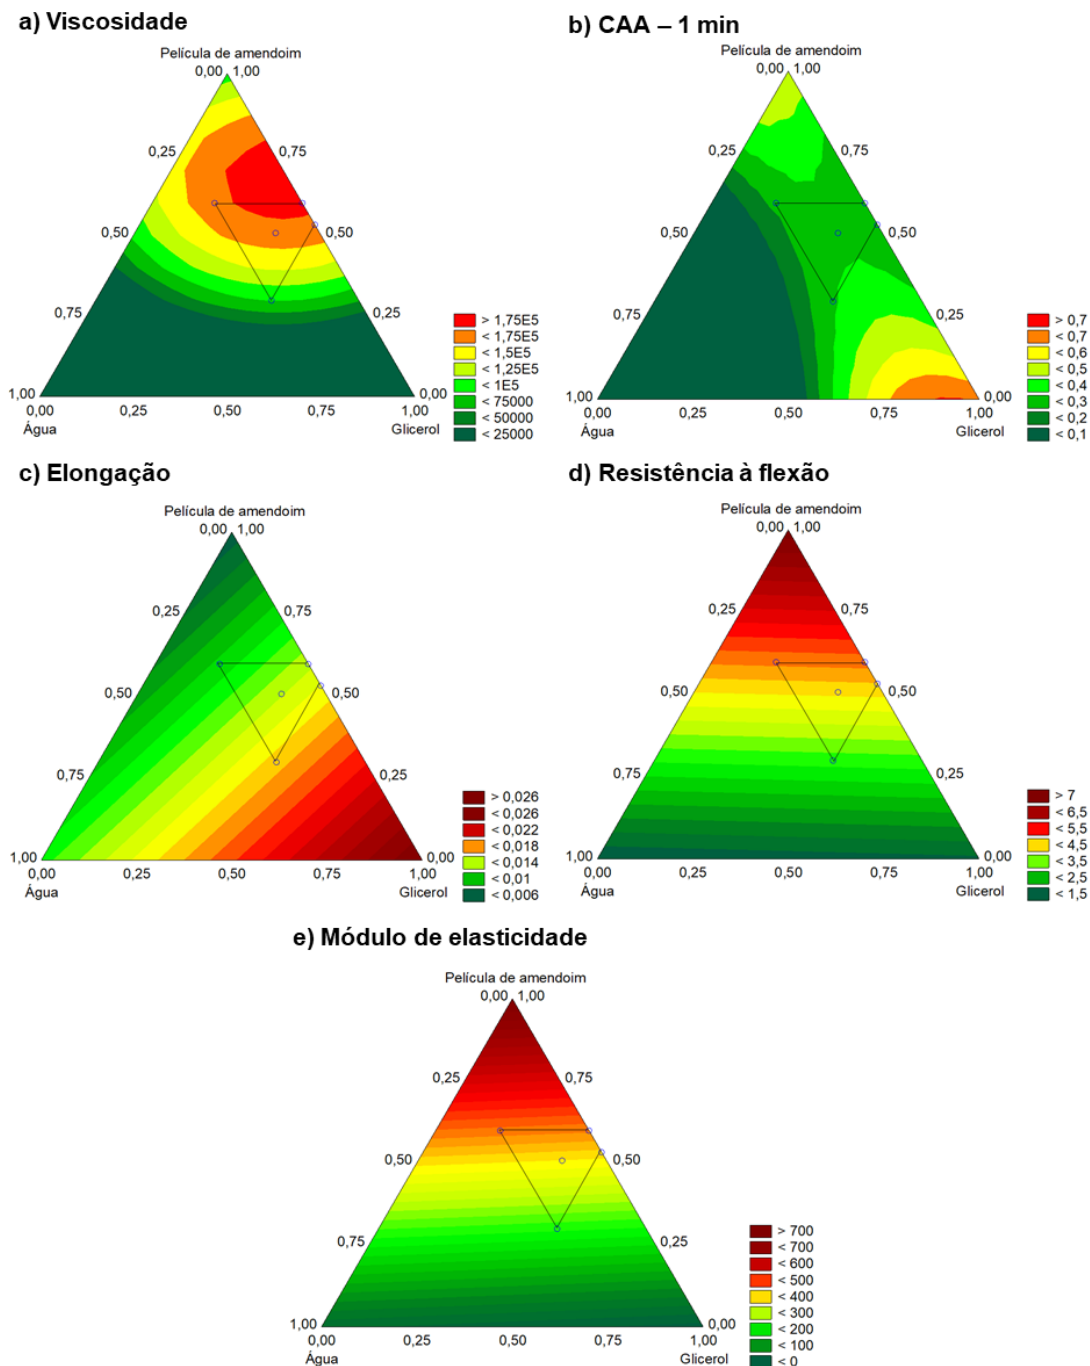 a) Viscosidade
Película de amendoim
0,00 1,00
0,25 0,75
0,50 0,50
0,75 0,25
1,00 0,00
0,00 0,25 0,50 0,75 1,00
Água Glicerol
> 1,75E5
< 1,75E5
< 1,5E5
< 1,25E5
< 1E5
< 75000
< 50000
< 25000
b) CAA – 1 min
Película de amendoim
0,00 1,00
0,25 0,75
0,50 0,50
0,75 0,25
1,00 0,00
0,00 0,25 0,50 0,75 1,00
Água Glicerol
> 0,7
< 0,7
< 0,6
< 0,5
< 0,4
< 0,3
< 0,2
< 0,1
c) Elongação
Película de amendoim
0,00 1,00
0,25 0,75
0,50 0,50
0,75 0,25
1,00 0,00
0,00 0,25 0,50 0,75 1,00
Água Glicerol
> 0,026
< 0,026
< 0,022
< 0,018
< 0,014
< 0,01
< 0,006
d) Resistência à flexão
Película de amendoim
0,00 1,00
0,25 0,75
0,50 0,50
0,75 0,25
1,00 0,00
0,00 0,25 0,50 0,75 1,00
Água Glicerol
> 7
< 6,5
< 5,5
< 4,5
< 3,5
< 2,5
< 1,5
e) Módulo de elasticidade
Película de amendoim
0,00 1,00
0,25 0,75
0,50 0,50
0,75 0,25
1,00 0,00
0,00 0,25 0,50 0,75 1,00
Água Glicerol
> 700
< 700
< 600
< 500
< 400
< 300
< 200
< 100
< 0